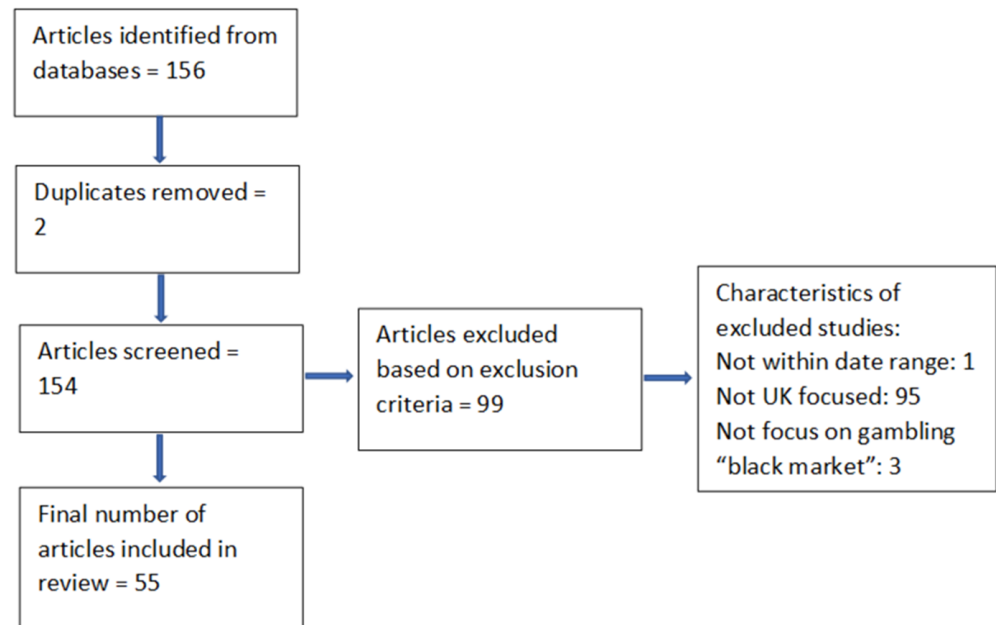 Articles identified from
databases = 156
Duplicates removed =
2
Articles screened =
154
Articles excluded
based on exclusion
criteria = 99
Characteristics of
excluded studies:
Not within date range: 1
Not UK focused: 95
Not focus on gambling
“black market”: 3
Final number of
articles included in
review = 55